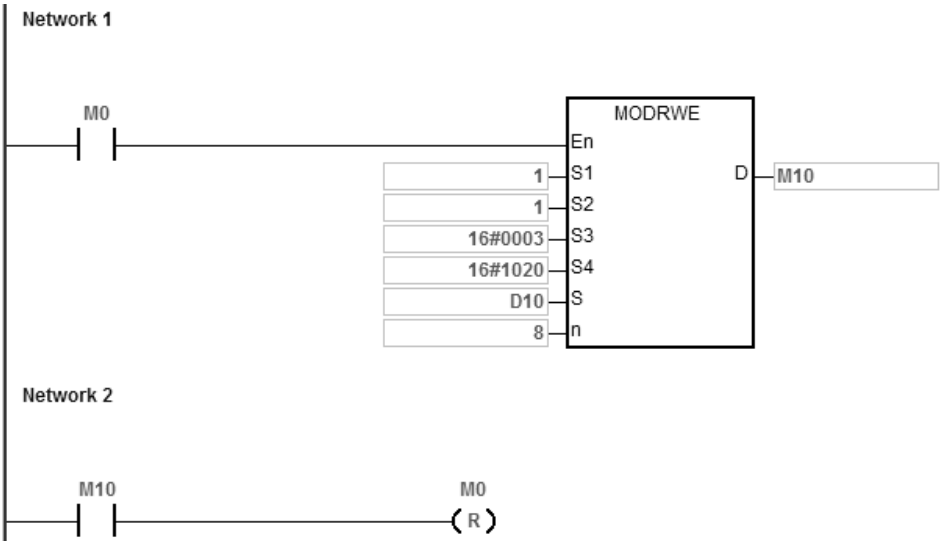 Network 1
M0
MODRWE
En
1 S1 D M10
1 S2
16#0003 S3
16#1020 S4
D10 S
8 n
Network 2
M10 M0
R